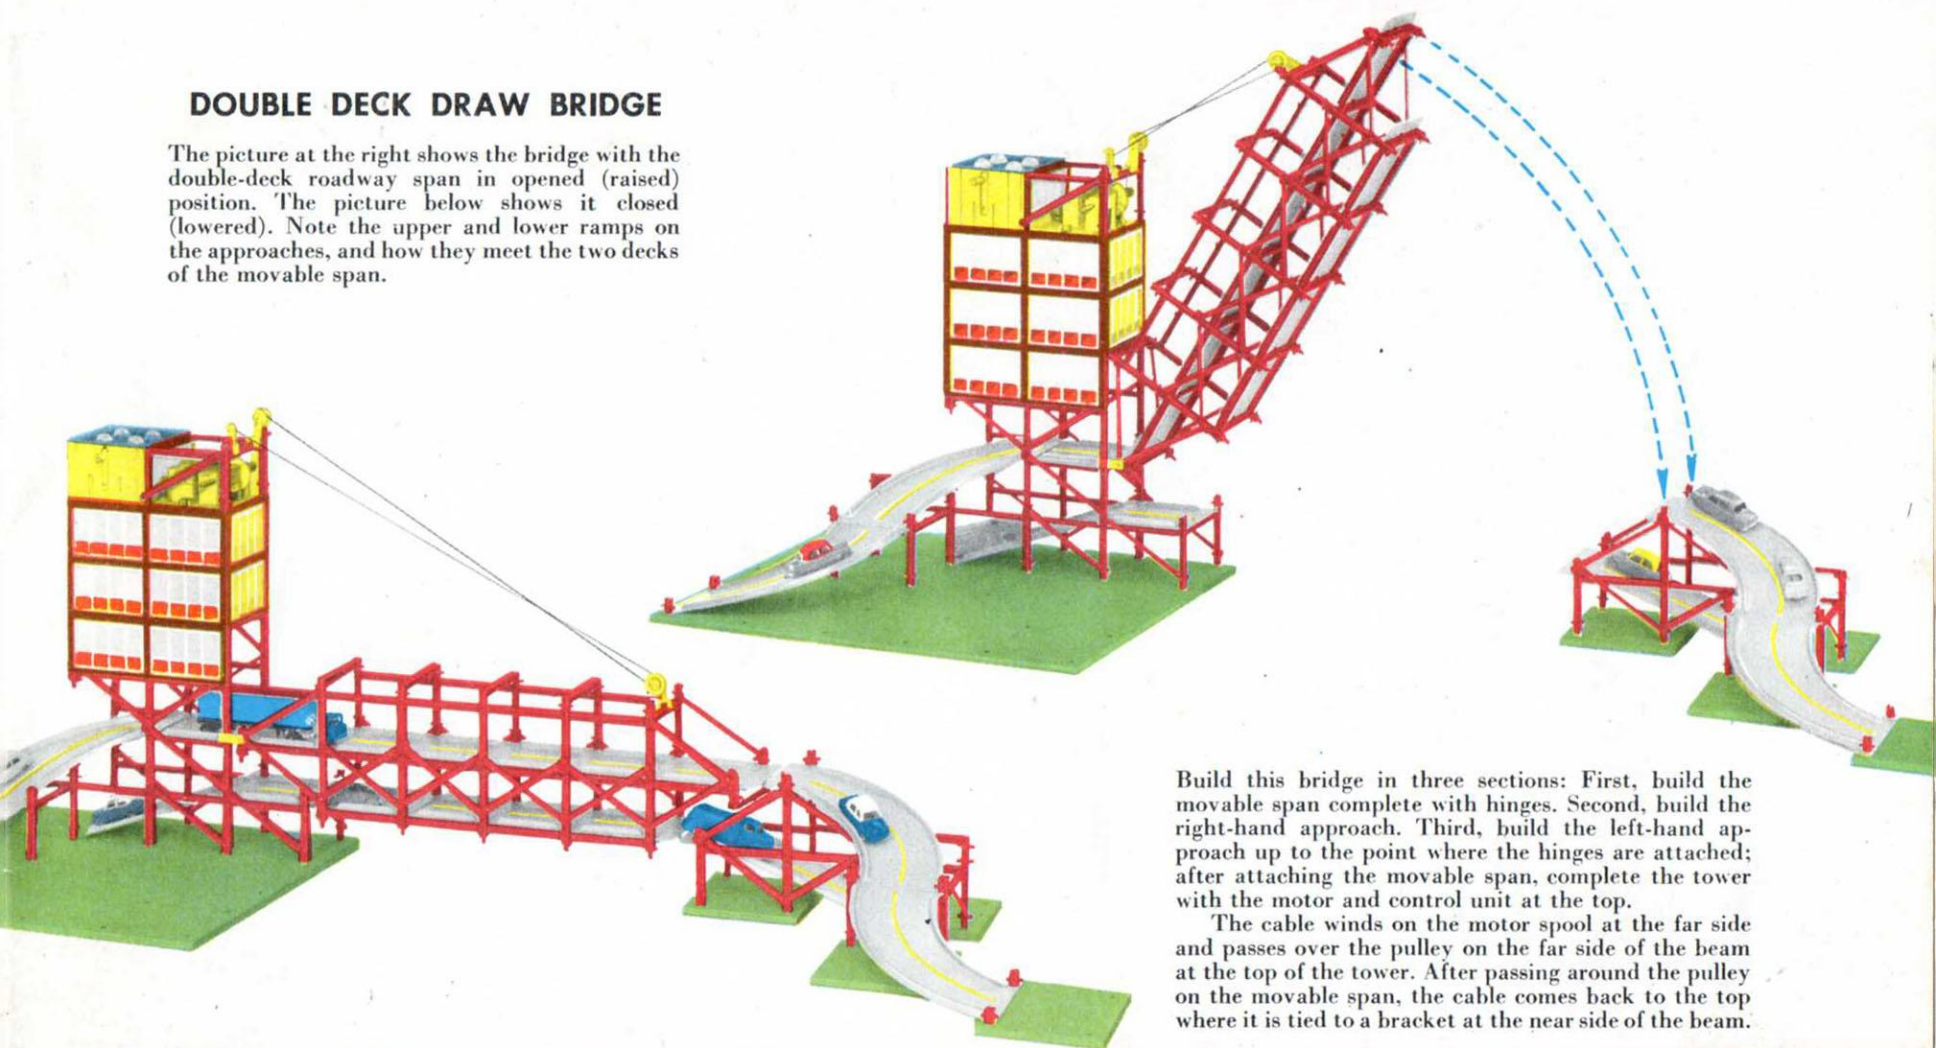 DOUBLE DECK DRAW BRIDGE
The picture at the right shows the bridge with the
double-deck roadway span in opened (raised)
position. The picture below shows it closed
(lowered). Note the upper and lower ramps on
the approaches, and how they meet the two decks
of the movable span.
Build this bridge in three sections: First, build the
movable span complete with hinges. Second, build the
right-hand approach. Third, build the left-hand ap-
proach up to the point where the hinges are attached;
after attaching the movable span, complete the tower
with the motor and control unit at the top.
The cable winds on the motor spool at the far side
and passes over the pulley on the far side of the beam
at the top of the tower. After passing around the pulley
on the movable span, the cable comes back to the top
where it is tied to a bracket at the near side of the beam.